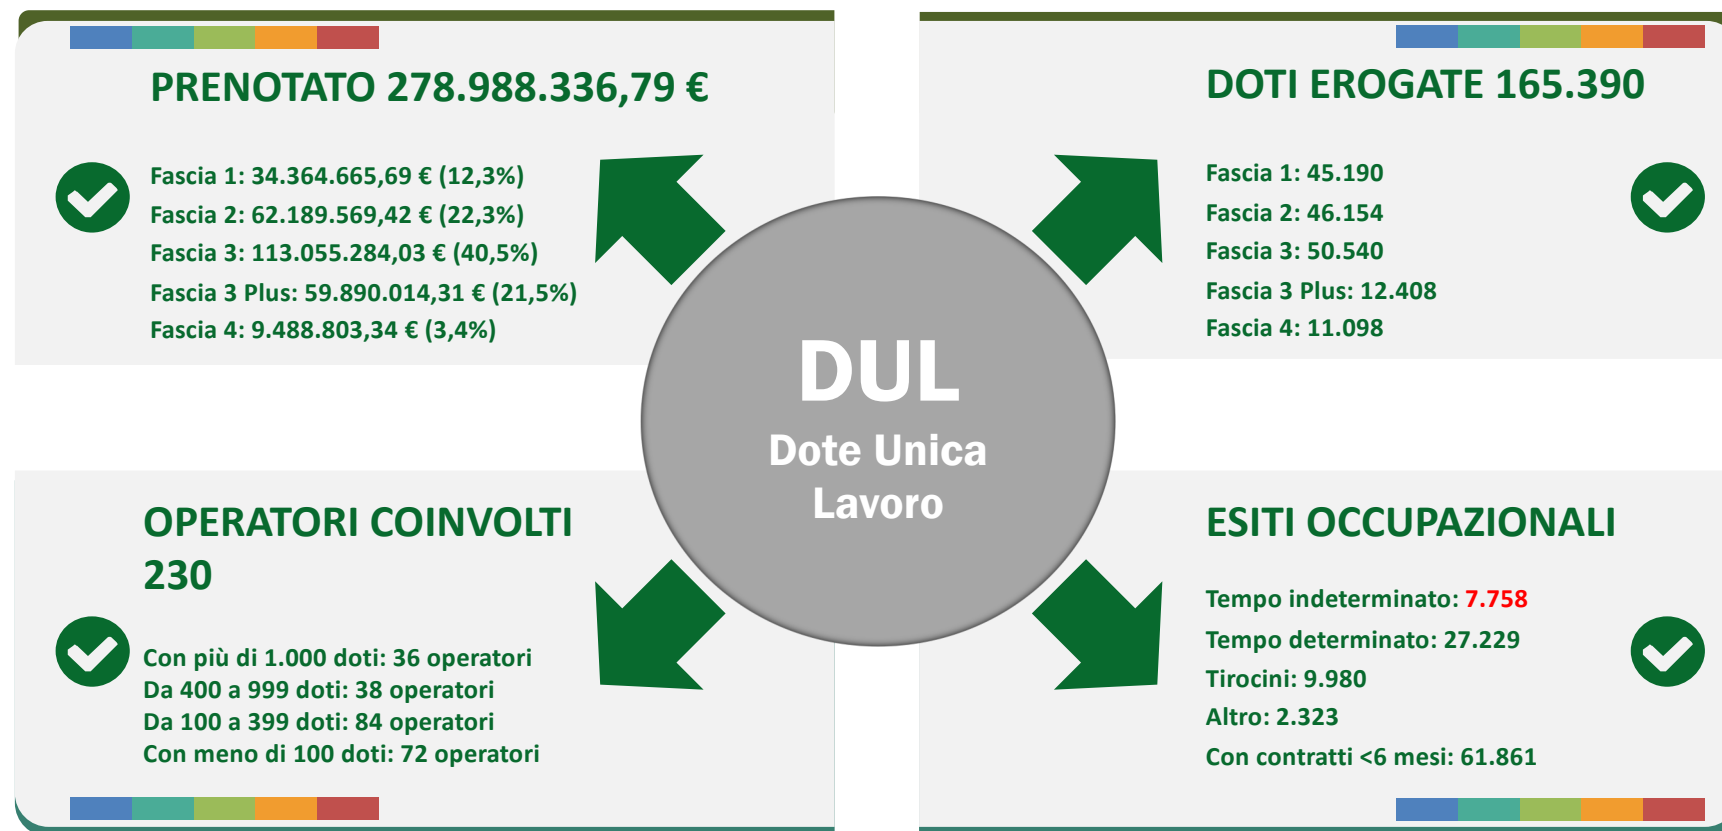 PRENOTATO 278.988.336,79 €
Fascia 1: 34.364.665,69 € (12,3%)
Fascia 2: 62.189.569,42 € (22,3%)
Fascia 3: 113.055.284,03 € (40,5%)
Fascia 3 Plus: 59.890.014,31 € (21,5%)
Fascia 4: 9.488.803,34 € (3,4%)
DOTI EROGATE 165.390
Fascia 1: 45.190
Fascia 2: 46.154
Fascia 3: 50.540
Fascia 3 Plus: 12.408
Fascia 4: 11.098
DUL
Dote Unica
Lavoro
OPERATORI COINVOLTI
230
Con più di 1.000 doti: 36 operatori
Da 400 a 999 doti: 38 operatori
Da 100 a 399 doti: 84 operatori
Con meno di 100 doti: 72 operatori
ESITI OCCUPAZIONALI
Tempo indeterminato: 7.758
Tempo determinato: 27.229
Tirocini: 9.980
Altro: 2.323
Con contratti <6 mesi: 61.861